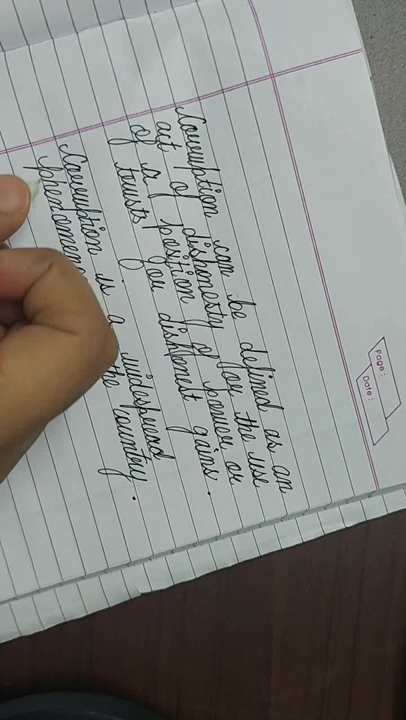 Page:
Date:
Corruption can be defined as an
act of dishonesty or for the use
of a position of power or
trusts for dishonest gains.
Corruption is a widespread
the country.